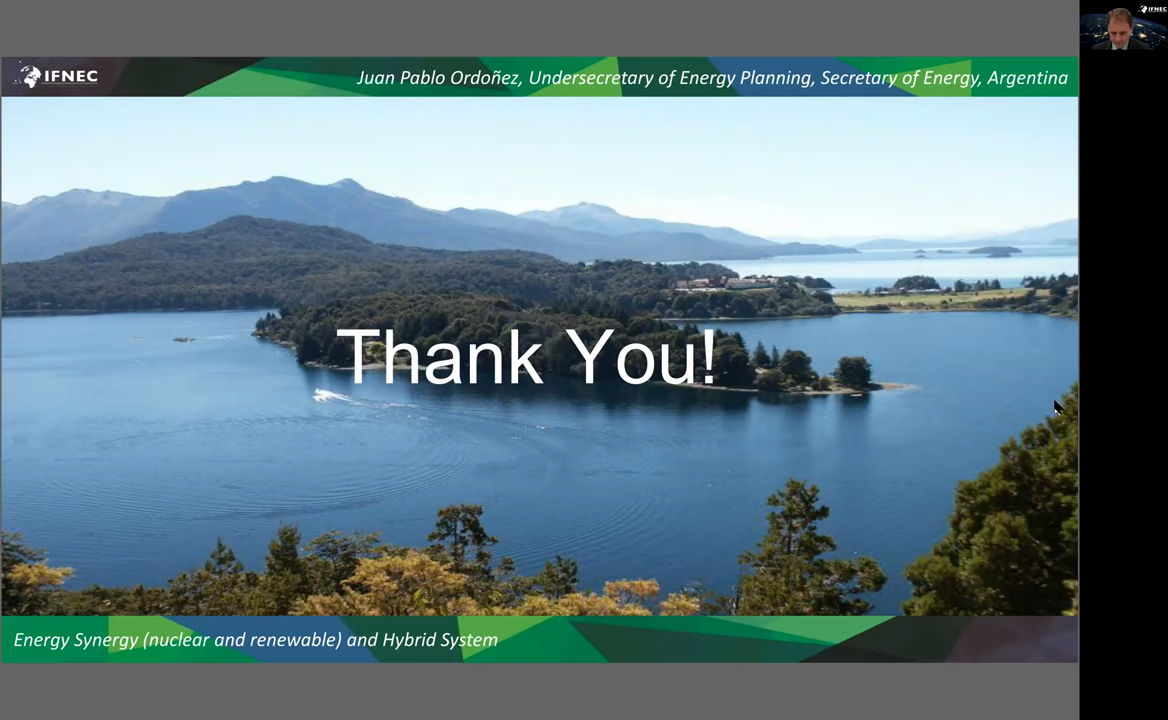 IFNEC
Juan Pablo Ordoñez, Undersecretary of Energy Planning, Secretary of Energy, Argentina
IFNEC
Thank You!
Energy Synergy (nuclear and renewable) and Hybrid System